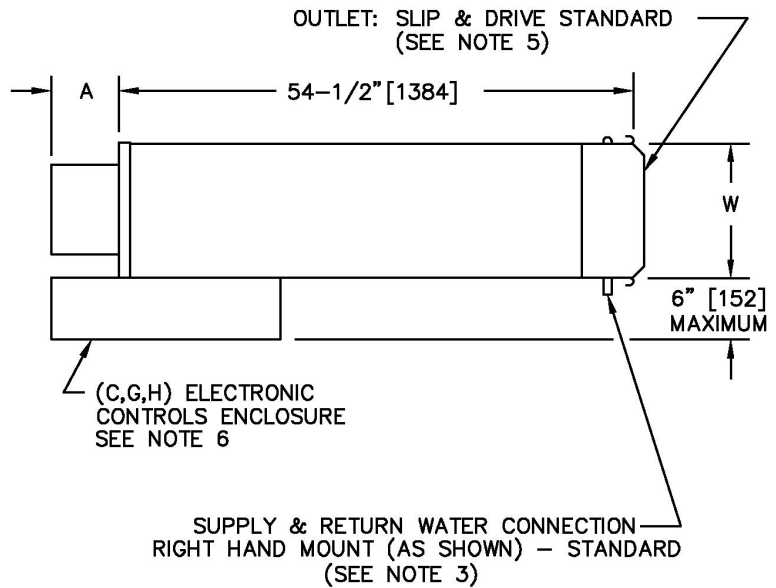 OUTLET: SLIP & DRIVE STANDARD
(SEE NOTE 5)
A
54-1/2" [1384]
W
6" [152]
MAXIMUM
(C,G,H) ELECTRONIC
CONTROLS ENCLOSURE
SEE NOTE 6
SUPPLY & RETURN WATER CONNECTION
RIGHT HAND MOUNT (AS SHOWN) – STANDARD
(SEE NOTE 3)